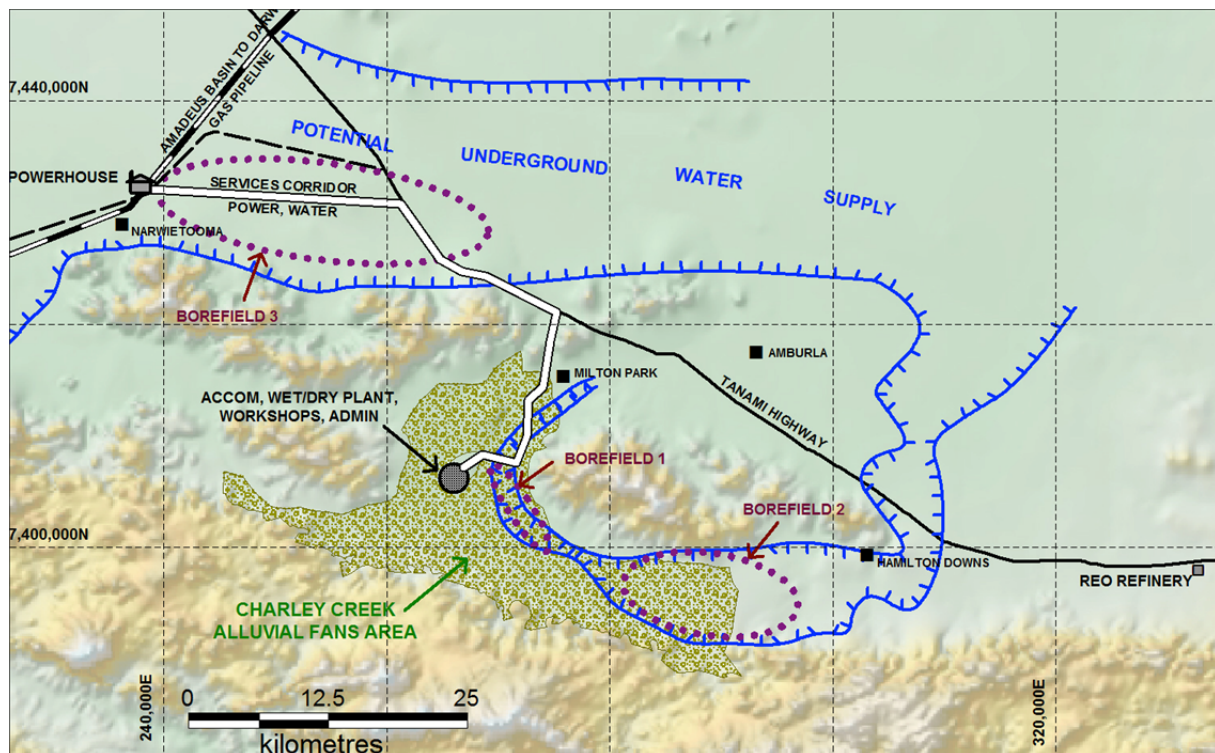 AMADEUS BASIN TO DARW
GAS PIPELINE
7,440,000N
POTENTIAL UNDERGROUND WATER SUPPLY
POWERHOUSE
SERVICES CORRIDOR
POWER, WATER
NARWIETOOMA
BOREFIELD 3
AMBURLA
MILTON PARK
TANAMI HIGHWAY
ACCOM, WET/DRY PLANT,
WORKSHOPS, ADMIN
BOREFIELD 1
BOREFIELD 2
7,400,000N
HAMILTON DOWNS
REO REFINERY
CHARLEY CREEK
ALLUVIAL FANS AREA
0 12.5 25
kilometres
240,000E
320,000E